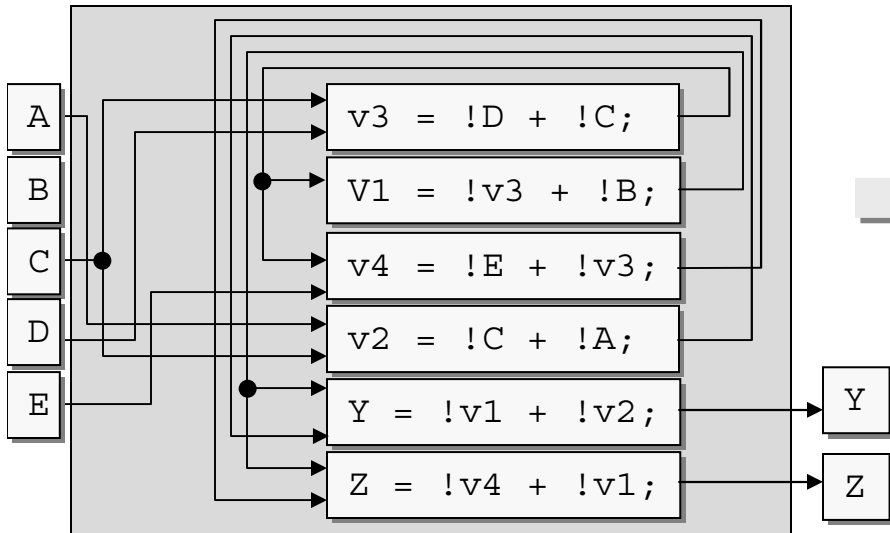 A
B
C
D
E
v3 = !D + !C;
V1 = !v3 + !B;
v4 = !E + !v3;
v2 = !C + !A;
Y = !v1 + !v2;
Z = !v4 + !v1;
Y
Z